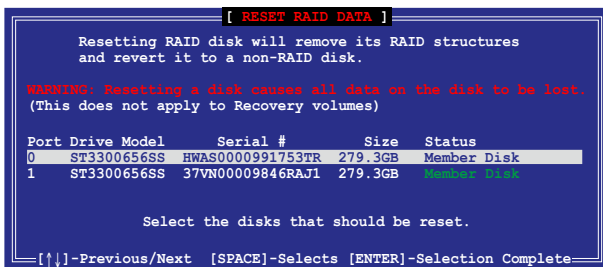 [ RESET RAID DATA ]
Resetting RAID disk will remove its RAID structures
and revert it to a non-RAID disk.
WARNING: Resetting a disk causes all data on the disk to be lost.
(This does not apply to Recovery volumes)
Port Drive Model Serial # Size Status
0 ST3300656SS HWAS0000991753TR 279.3GB Member Disk
1 ST3300656SS 37VN00009846RAJ1 279.3GB Member Disk
Select the disks that should be reset.
[↑↓]-Previous/Next [SPACE]-Selects [ENTER]-Selection Complete